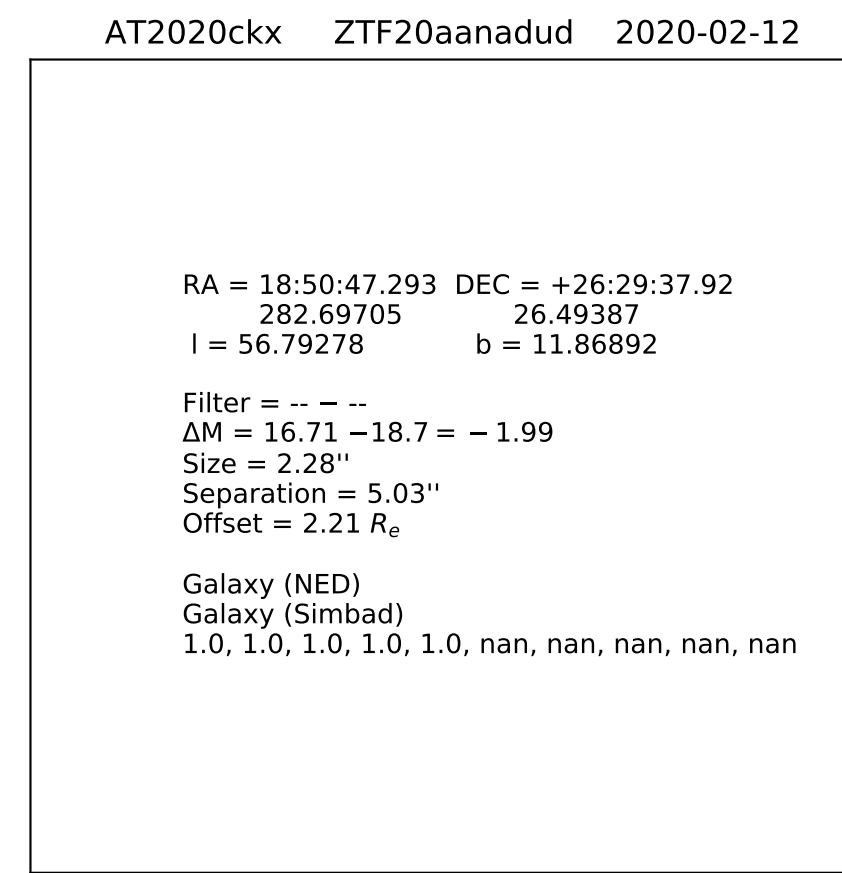 AT2020ckx ZTF20aanadud 2020-02-12
RA = 18:50:47.293 DEC = +26:29:37.92
282.69705 26.49387
l = 56.79278 b = 11.86892
Filter = -- − --
ΔM = 16.71 −18.7 = −1.99
Size = 2.28''
Separation = 5.03''
Offset = 2.21 Rₑ
Galaxy (NED)
Galaxy (Simbad)
1.0, 1.0, 1.0, 1.0, 1.0, nan, nan, nan, nan, nan